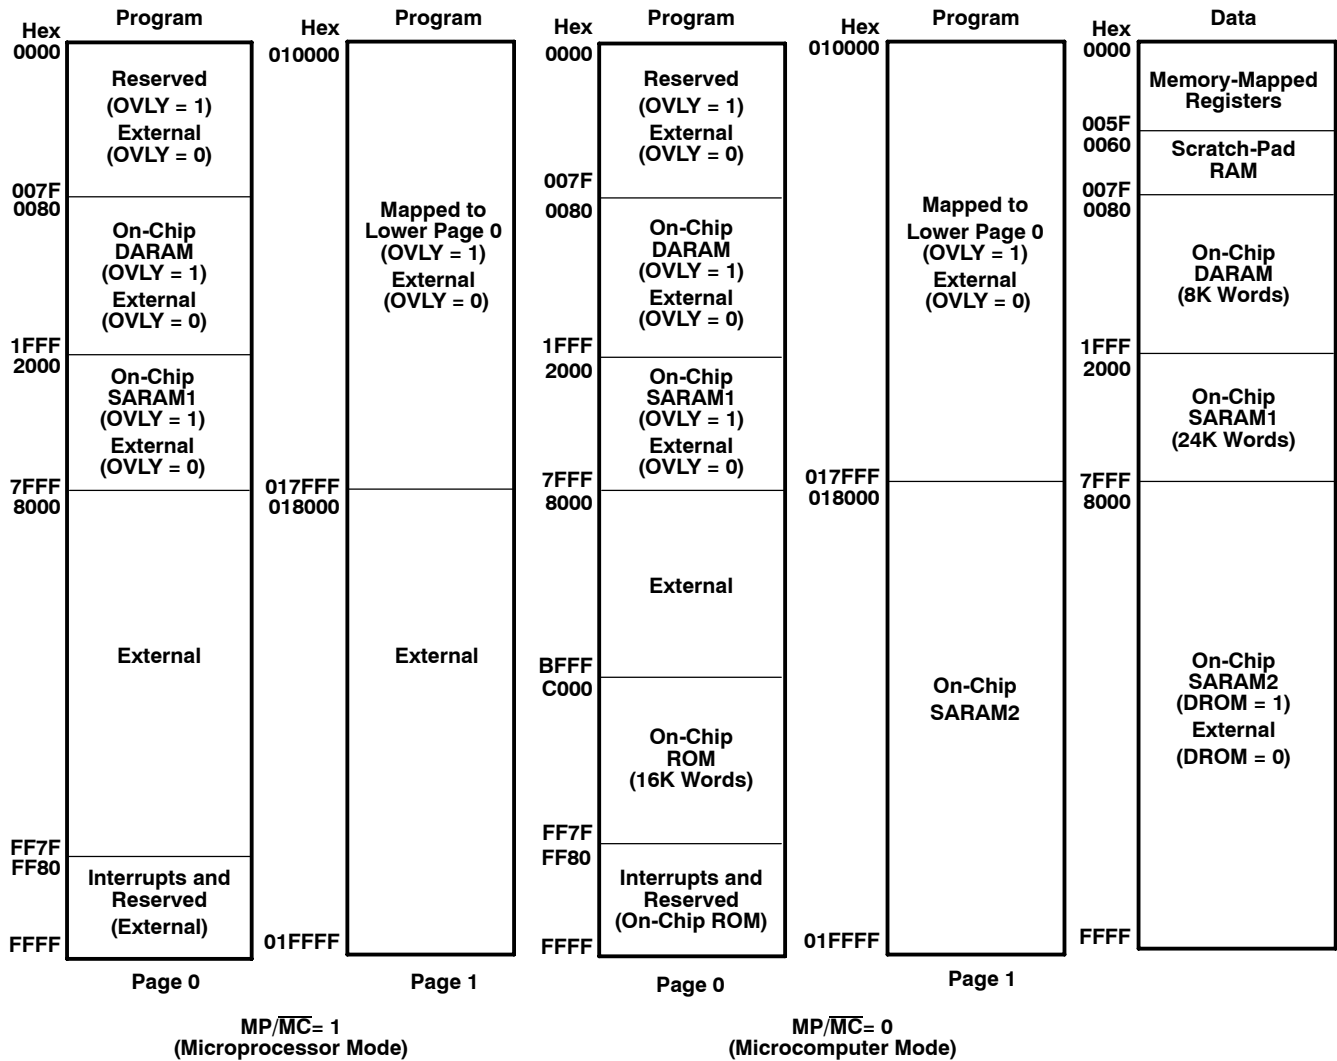 Hex
Program
0000
Reserved
(OVLY = 1)
External
(OVLY = 0)
007F
0080
On-Chip
DARAM
(OVLY = 1)
External
(OVLY = 0)
1FFF
2000
On-Chip
SARAM1
(OVLY = 1)
External
(OVLY = 0)
7FFF
8000
External
FF7F
FF80
Interrupts and
Reserved
(External)
FFFF
Page 0
Hex
Program
010000
Mapped to
Lower Page 0
(OVLY = 1)
External
(OVLY = 0)
017FFF
018000
External
01FFFF
Page 1
MP/MC= 1
(Microprocessor Mode)
Hex
Program
0000
Reserved
(OVLY = 1)
External
(OVLY = 0)
007F
0080
On-Chip
DARAM
(OVLY = 1)
External
(OVLY = 0)
1FFF
2000
On-Chip
SARAM1
(OVLY = 1)
External
(OVLY = 0)
7FFF
8000
External
BFFF
C000
On-Chip
ROM
(16K Words)
FF7F
FF80
Interrupts and
Reserved
(On-Chip ROM)
FFFF
Page 0
Hex
Program
010000
Mapped to
Lower Page 0
(OVLY = 1)
External
(OVLY = 0)
017FFF
018000
On-Chip
SARAM2
01FFFF
Page 1
MP/MC= 0
(Microcomputer Mode)
Hex
Data
0000
Memory-Mapped
Registers
005F
0060
Scratch-Pad
RAM
007F
0080
On-Chip
DARAM
(8K Words)
1FFF
2000
On-Chip
SARAM1
(24K Words)
7FFF
8000
On-Chip
SARAM2
(DROM = 1)
External
(DROM = 0)
FFFF